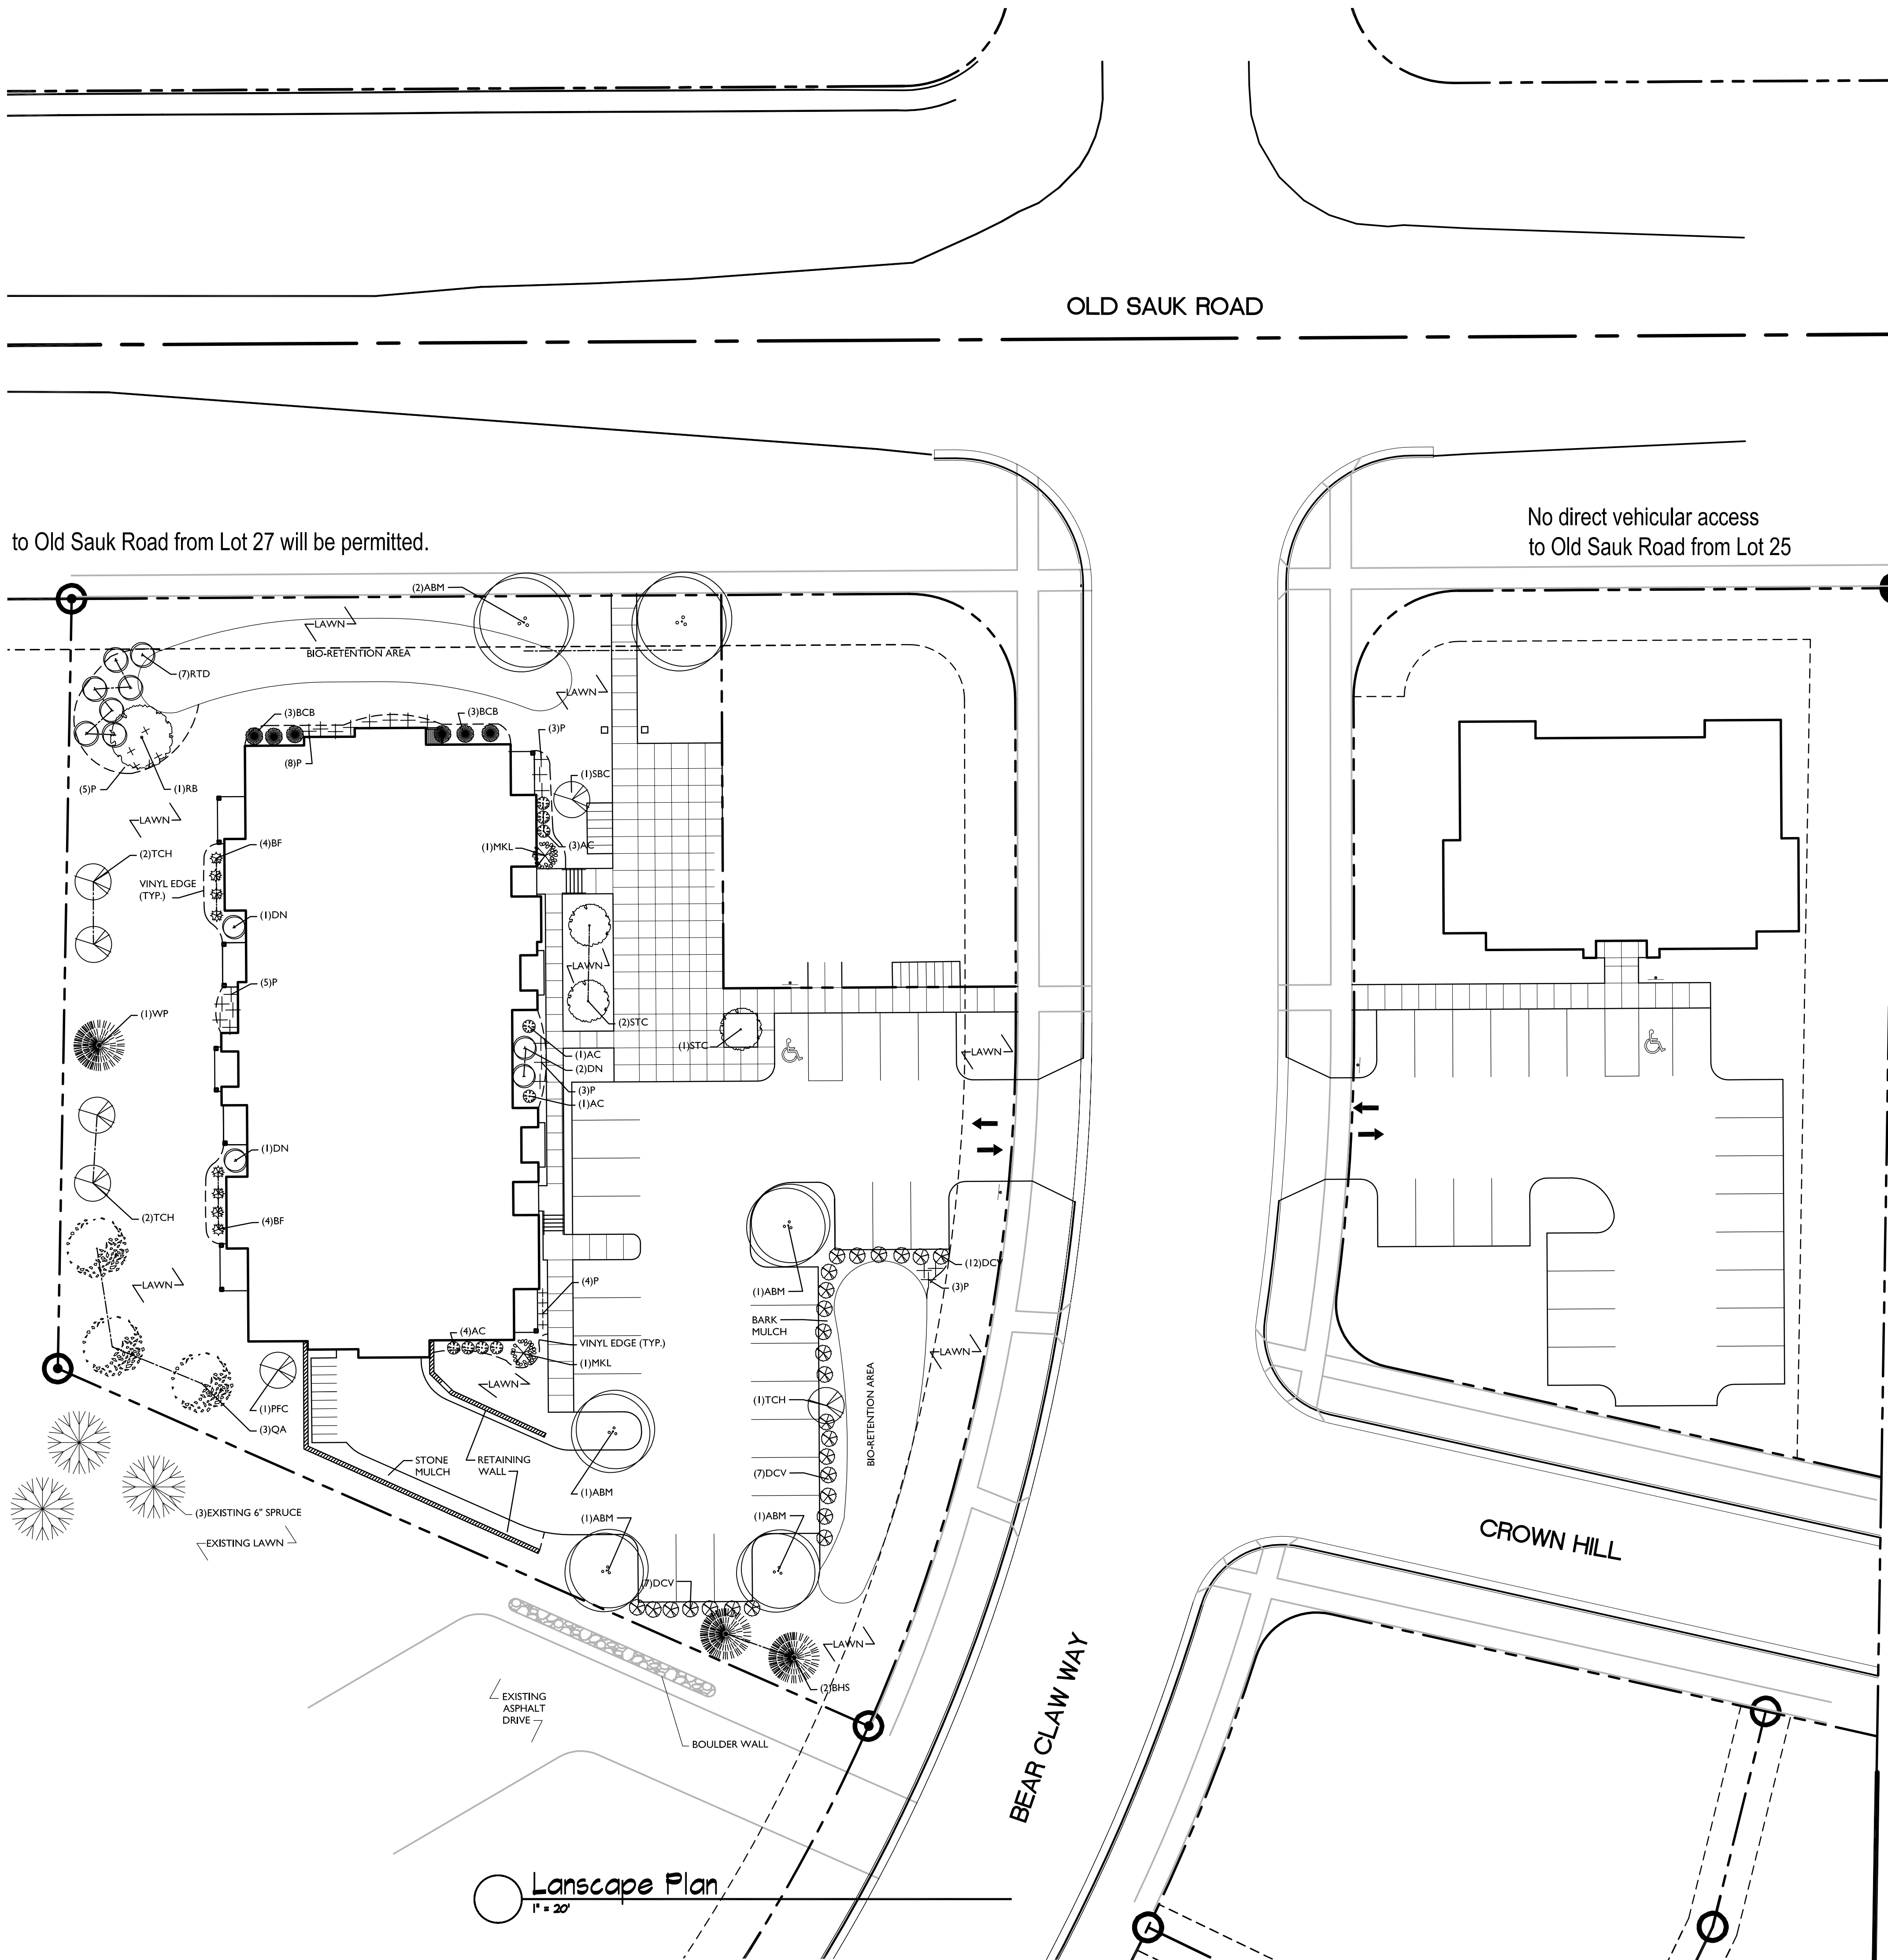 OLD SAUK ROAD
No direct vehicular access
to Old Sauk Road from Lot 27 will be permitted.
to Old Sauk Road from Lot 25
(2)ABM
LAWN
BIO-RETENTION AREA
(7)RTD
LAWN
(3)BCB
(3)BCB
(3)P
(8)P
(1)SBC
(5)P
(1)RB
LAWN
(4)BF
(1)MKL
(3)AC
(2)TCH
VINYL EDGE
(TYP.)
(1)DN
LAWN
(5)P
(1)WP
(2)STC
(1)STC
(1)AC
LAWN
(2)DN
(3)P
(1)AC
(1)DN
(2)TCH
(4)BF
(12)DCV
LAWN
(4)P
(3)P
(1)ABM
BARK
MULCH
(4)AC
VINYL EDGE (TYP.)
(1)MKL
LAWN
LAWN
(1)PFC
(1)TCH
BIO-RETENTION AREA
(3)QA
STONE
MULCH
RETAINING
WALL
(7)DCV
(1)ABM
(3)EXISTING 6" SPRUCE
(1)ABM
(1)ABM
EXISTING LAWN
CROWN HILL
(7)DCV
LAWN
(2)BHS
EXISTING
ASPHALT
DRIVE
BOULDER WALL
BEAR CLAW WAY
Lanscape Plan
1" = 20'